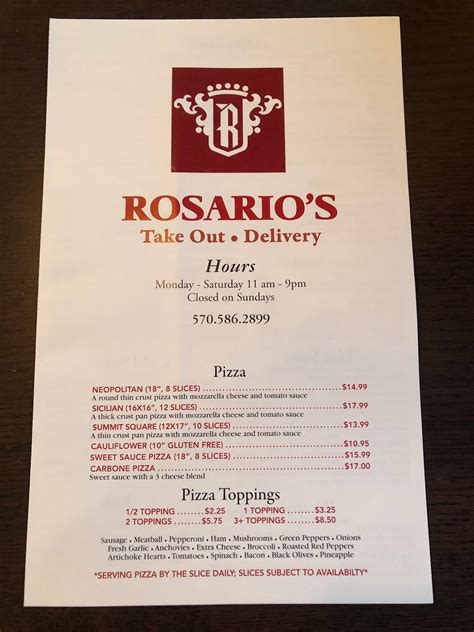 R
ROSARIO'S
Take Out • Delivery
Hours
Monday - Saturday 11 am - 9pm
Closed on Sundays
570.586.2899
Pizza
NEOPOLITAN (18", 8 SLICES) $14.99
A round thin crust pizza with mozzarella cheese and tomato sauce
SICILIAN (16X16", 12 SLICES) $17.99
A thick crust pan pizza with mozzarella cheese and tomato sauce
SUMMIT SQUARE (12X17", 10 SLICES) $13.99
A thin crust pan pizza with mozzarella cheese and tomato sauce
CAULIFLOWER (10" GLUTEN FREE) $10.95
SWEET SAUCE PIZZA (18", 8 SLICES) $15.99
CARBONE PIZZA $17.00
Sweet sauce with a 3 cheese blend
Pizza Toppings
1/2 TOPPING $2.25 1 TOPPING $3.25
2 TOPPINGS $5.75 3+ TOPPINGS $8.50
Sausage • Meatball • Pepperoni • Ham • Mushrooms • Green Peppers • Onions
Fresh Garlic • Anchovies • Extra Cheese • Broccoli • Roasted Red Peppers
Artichoke Hearts • Tomatoes • Spinach • Bacon • Black Olives • Pineapple
*SERVING PIZZA BY THE SLICE DAILY; SLICES SUBJECT TO AVAILABILTY*